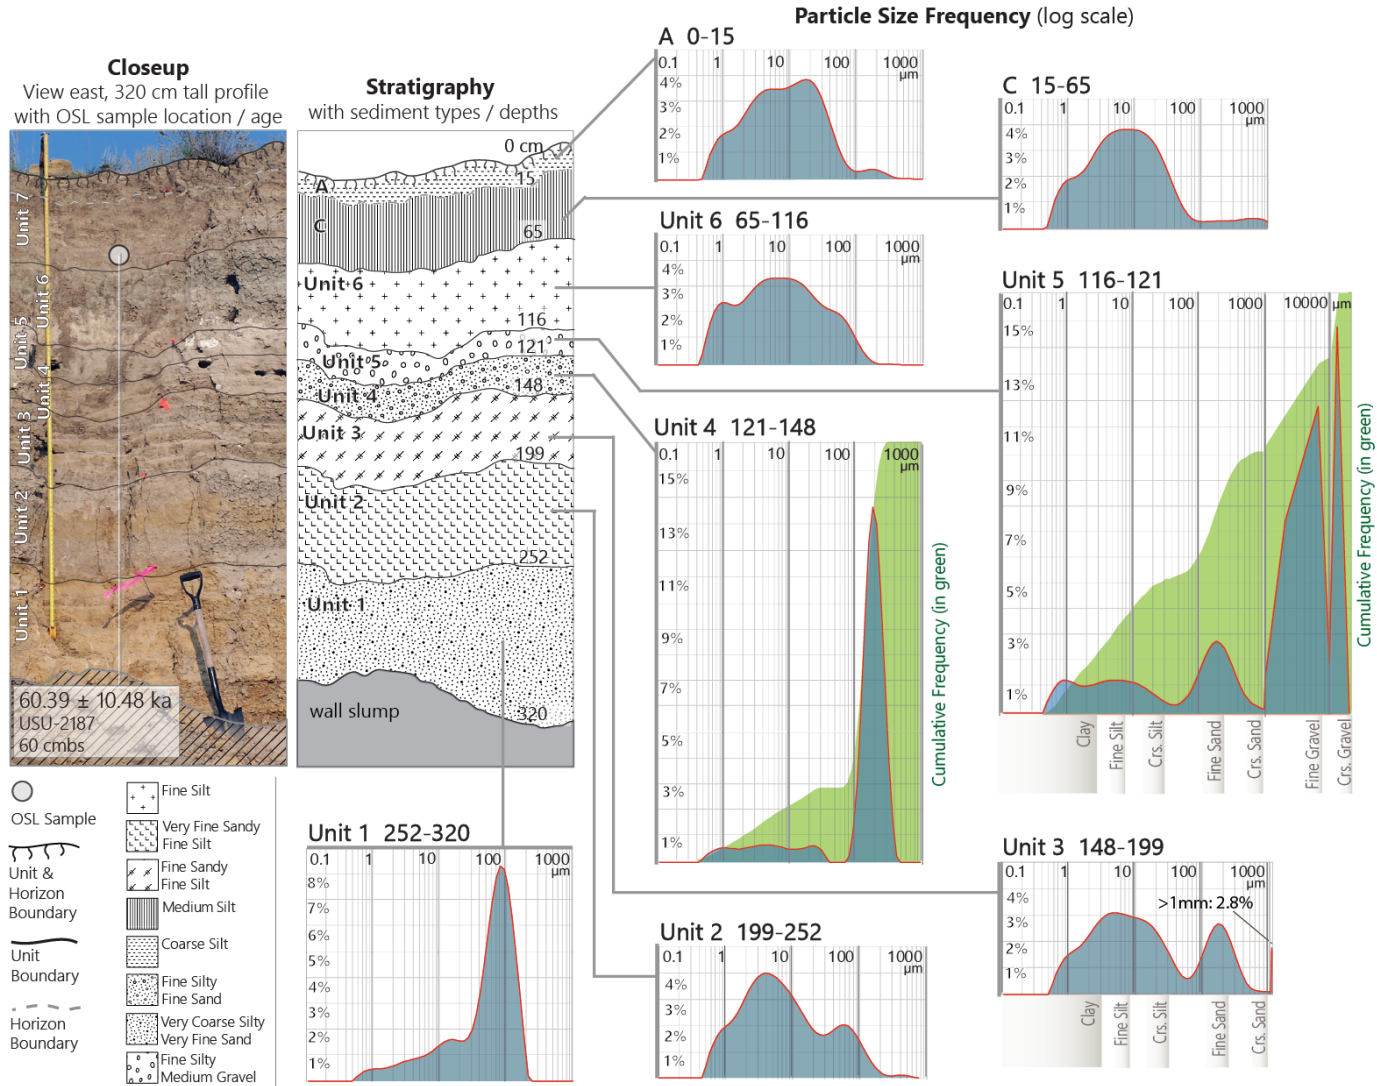 Particle Size Frequency (log scale)
Closeup
View east, 320 cm tall profile
with OSL sample location / age
Unit 7
Unit 6
Unit 5
Unit 4
Unit 3
Unit 2
Unit 1
60.39 ± 10.48 ka
USU-2187
60 cmbs
Stratigraphy
with sediment types / depths
0 cm
15
A
C
65
Unit 6
116
121
Unit 5
148
Unit 4
Unit 3
199
Unit 2
252
Unit 1
320
wall slump
OSL Sample
Unit &
Horizon
Boundary
Unit
Boundary
Horizon
Boundary
Fine Silt
Very Fine Sandy
Fine Silt
Fine Sandy
Fine Silt
Medium Silt
Coarse Silt
Fine Silty
Fine Sand
Very Coarse Silty
Very Fine Sand
Fine Silty
Medium Gravel
A 0-15
0.1 1 10 100 1000
µm
4%
3%
2%
1%
C 15-65
0.1 1 10 100 1000
µm
4%
3%
2%
1%
Unit 6 65-116
0.1 1 10 100 1000
µm
4%
3%
2%
1%
Unit 5 116-121
0.1 1 10 100 1000 10000 µm
15%
13%
11%
9%
7%
5%
3%
1%
Cumulative Frequency (in green)
Clay
Fine Silt
Crs. Silt
Fine Sand
Crs. Sand
Fine Gravel
Crs. Gravel
Unit 4 121-148
0.1 1 10 100 1000
µm
15%
13%
11%
9%
7%
5%
3%
1%
Cumulative Frequency (in green)
Unit 3 148-199
0.1 1 10 100 1000
µm
>1mm: 2.8%
4%
3%
2%
1%
Clay
Fine Silt
Crs. Silt
Fine Sand
Crs. Sand
Unit 2 199-252
0.1 1 10 100 1000
µm
4%
3%
2%
1%
Unit 1 252-320
0.1 1 10 100 1000
µm
8%
7%
6%
5%
4%
3%
2%
1%